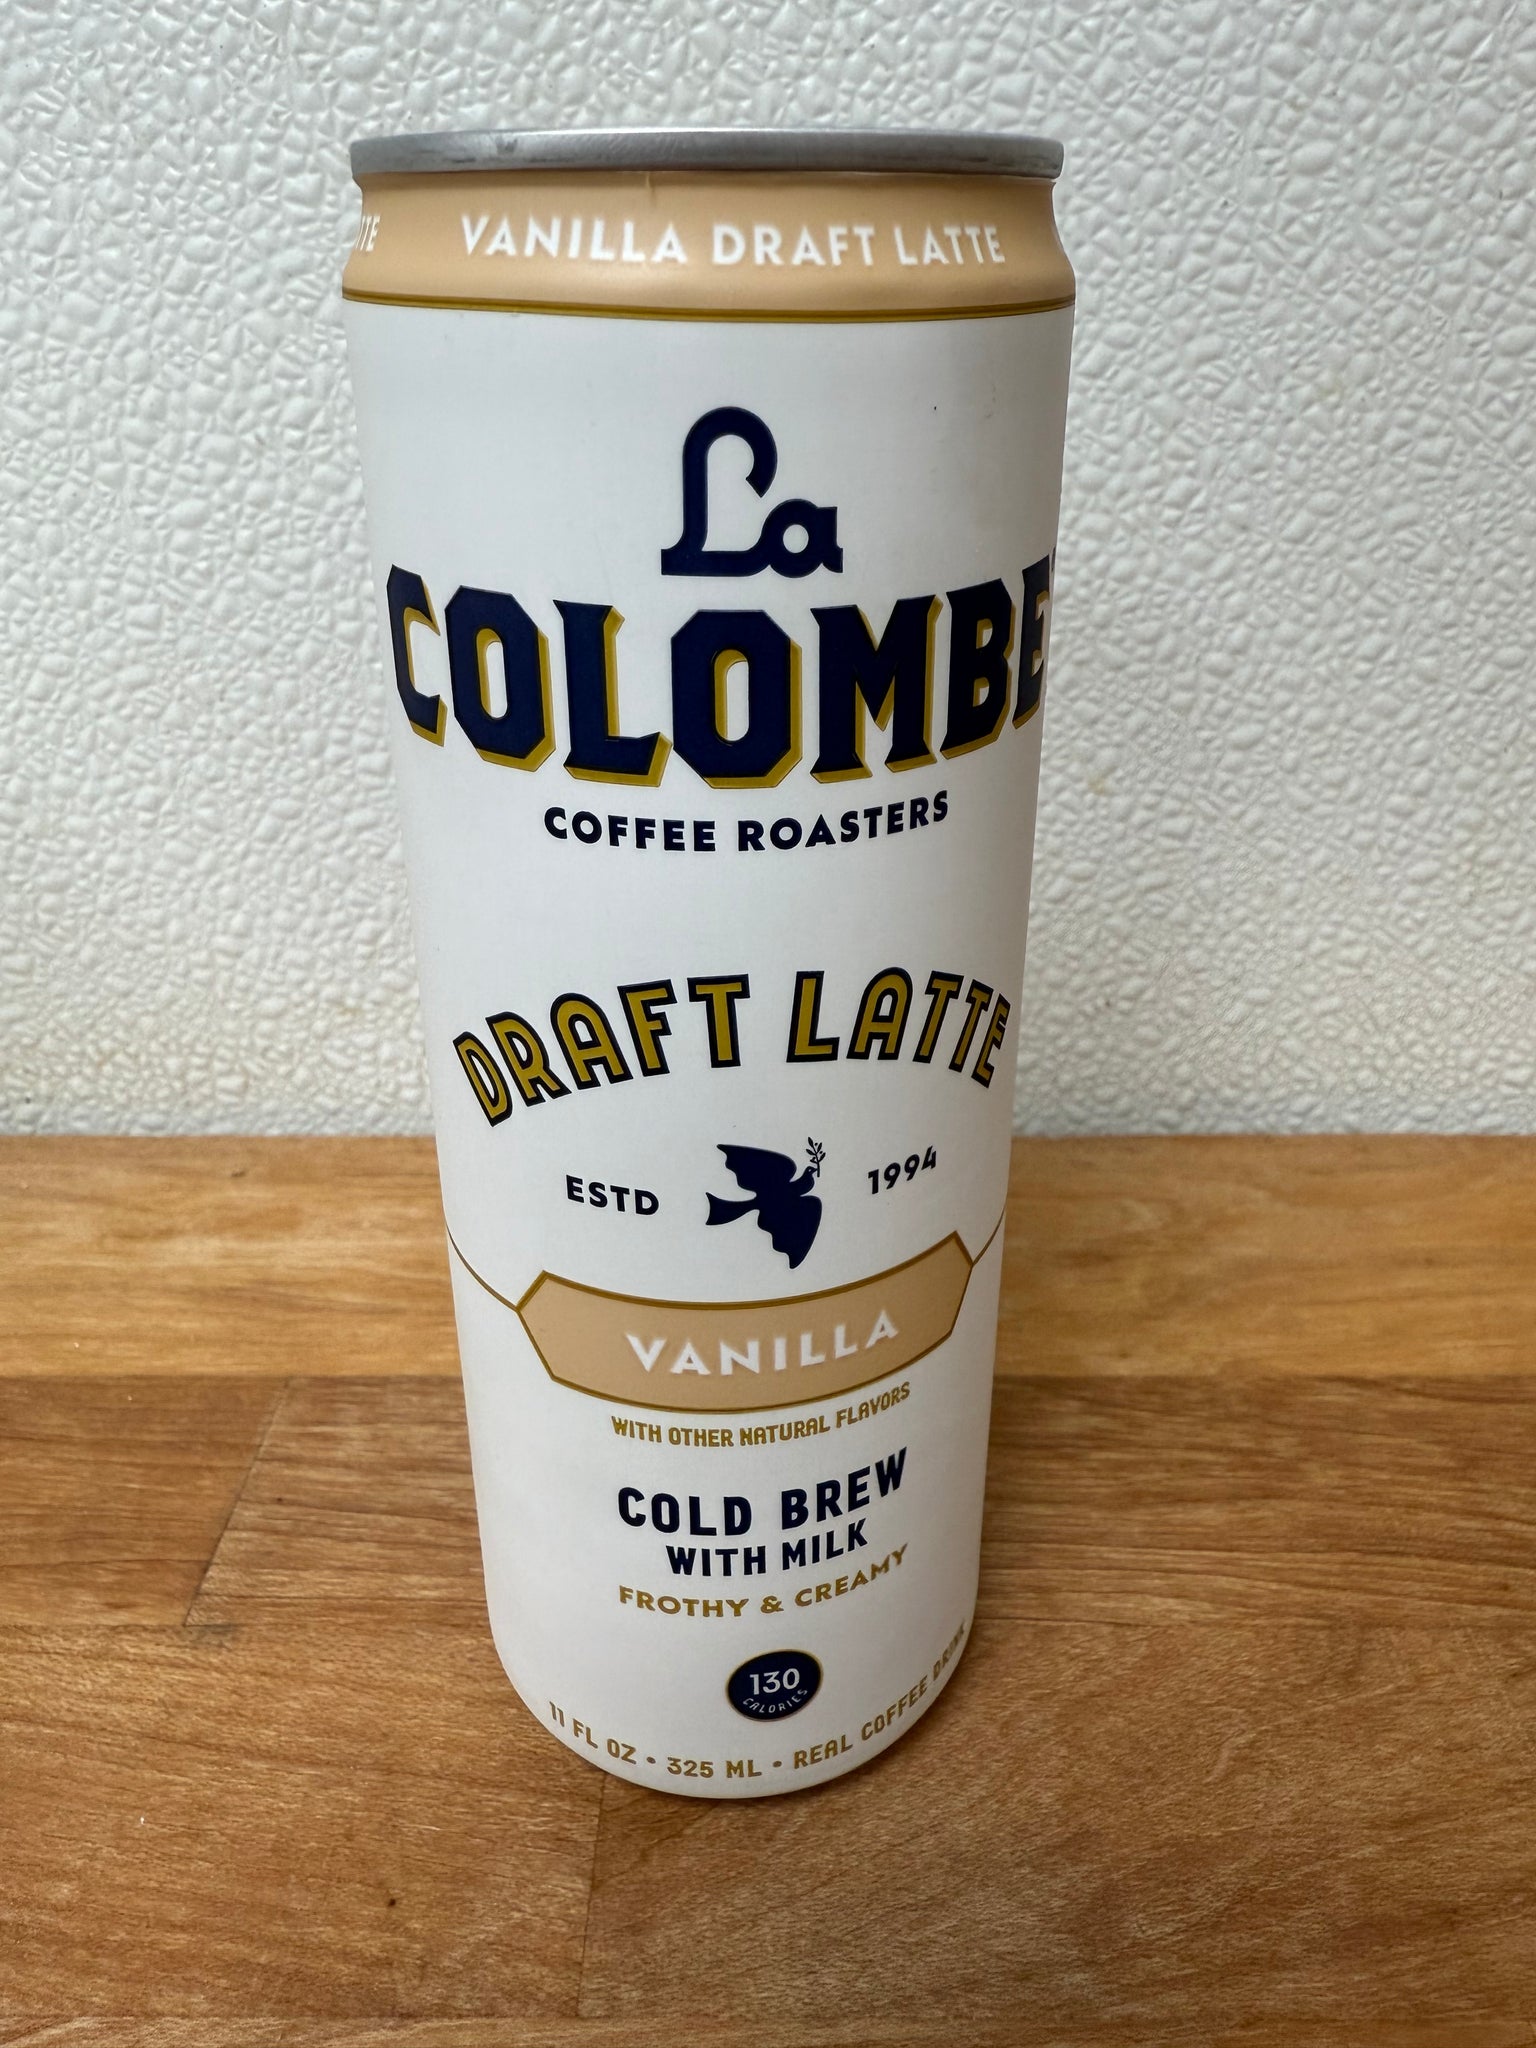 VANILLA DRAFT LATTE
La
COLOMBE
COFFEE ROASTERS
DRAFT LATTE
ESTD 1994
VANILLA
WITH OTHER NATURAL FLAVORS
COLD BREW
WITH MILK
FROTHY & CREAMY
130
CALORIES
11 FL OZ • 325 ML • REAL COFFEE DRINK